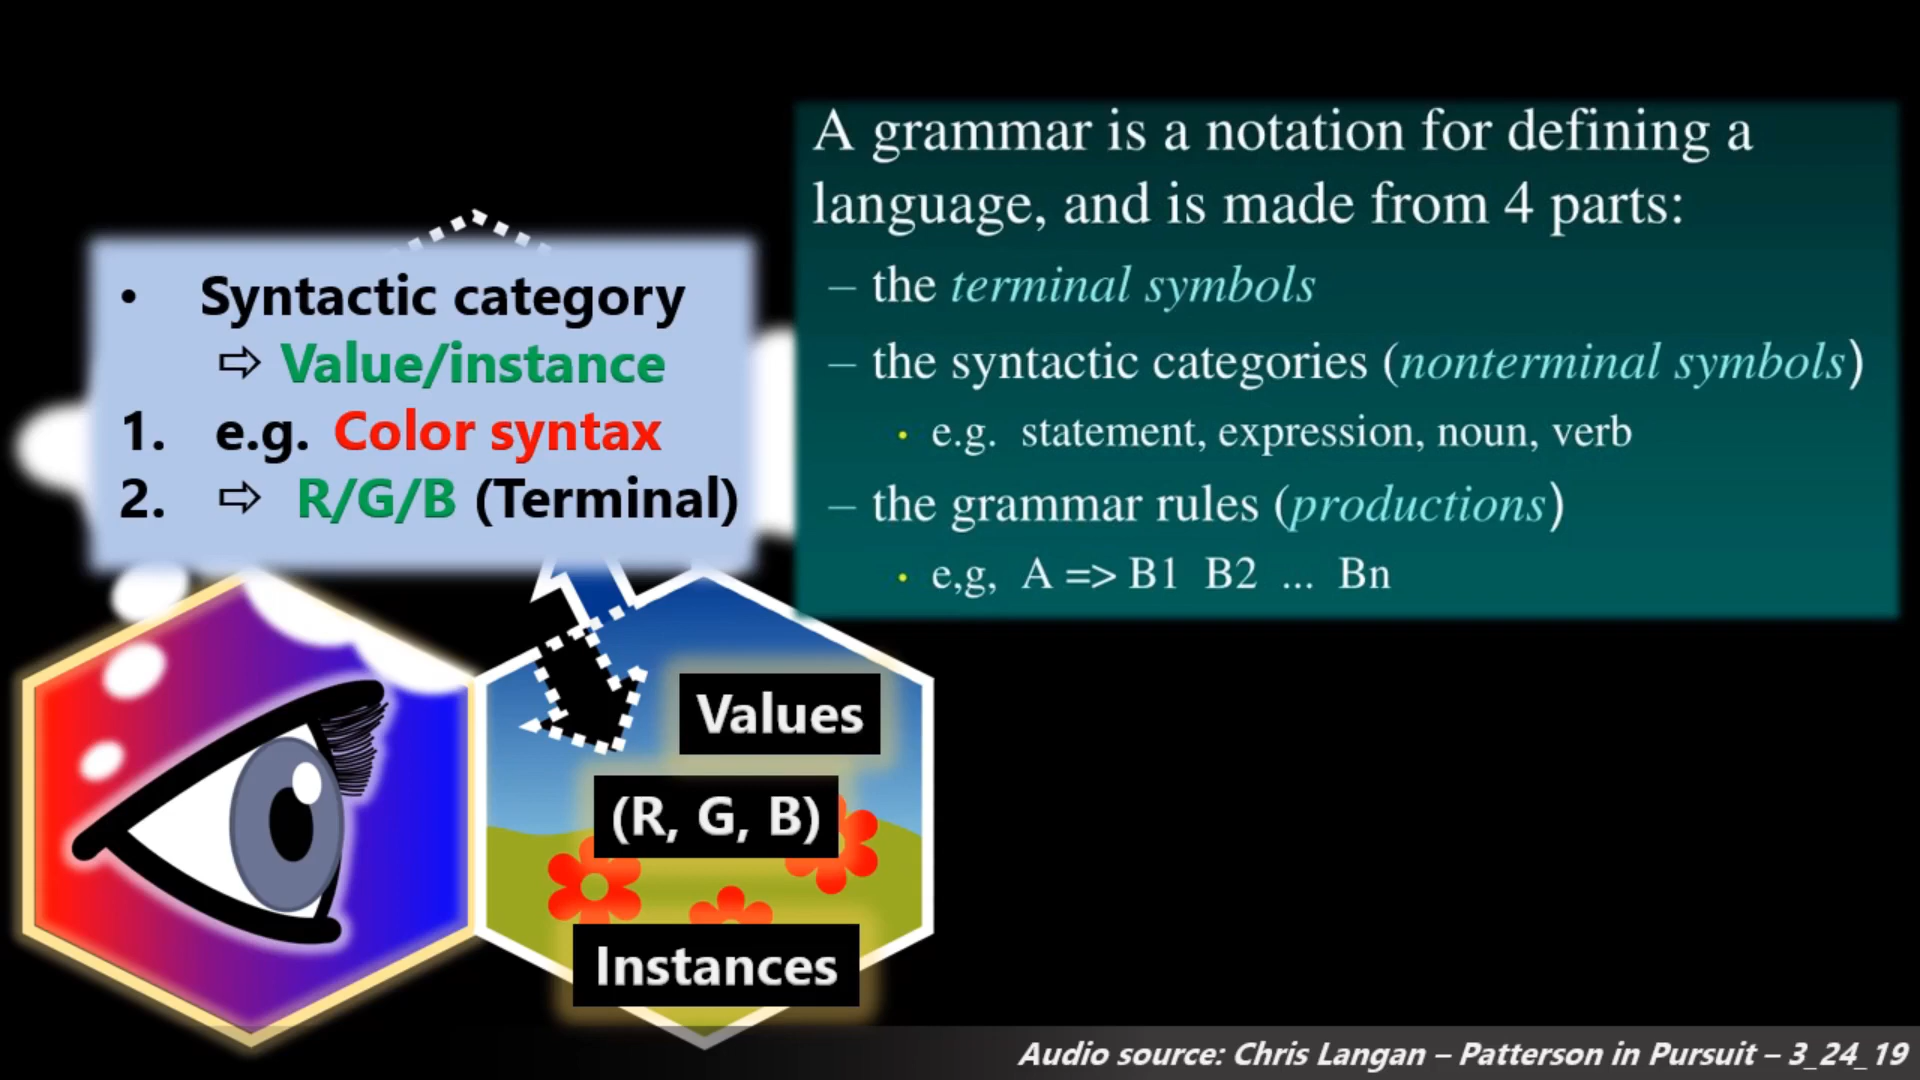 • Syntactic category
⇨ Value/instance
1. e.g. Color syntax
2. ⇨ R/G/B (Terminal)
A grammar is a notation for defining a
language, and is made from 4 parts:
– the terminal symbols
– the syntactic categories (nonterminal symbols)
• e.g. statement, expression, noun, verb
– the grammar rules (productions)
• e,g, A => B1 B2 ... Bn
Values
(R, G, B)
Instances
Audio source: Chris Langan – Patterson in Pursuit – 3_24_19